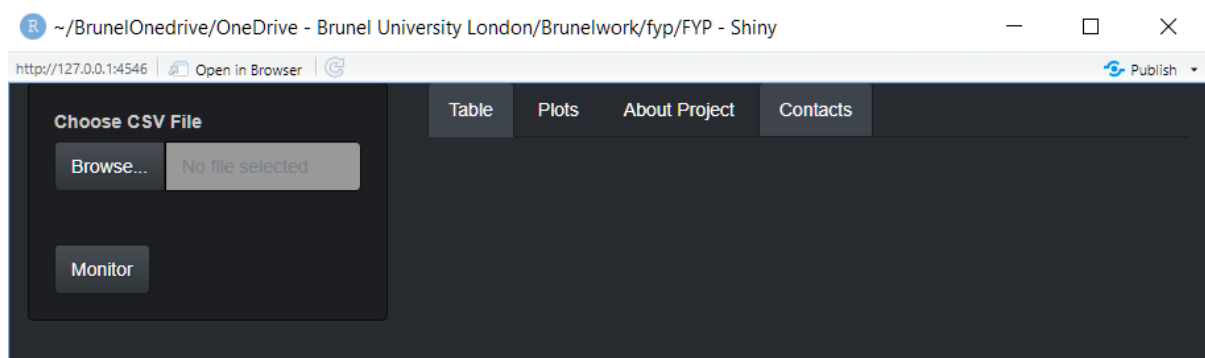 R ~/BrunelOnedrive/OneDrive - Brunel University London/Brunelwork/fyp/FYP - Shiny
http://127.0.0.1:4546 Open in Browser Publish
Choose CSV File
Table Plots About Project Contacts
Browse... No file selected
Monitor